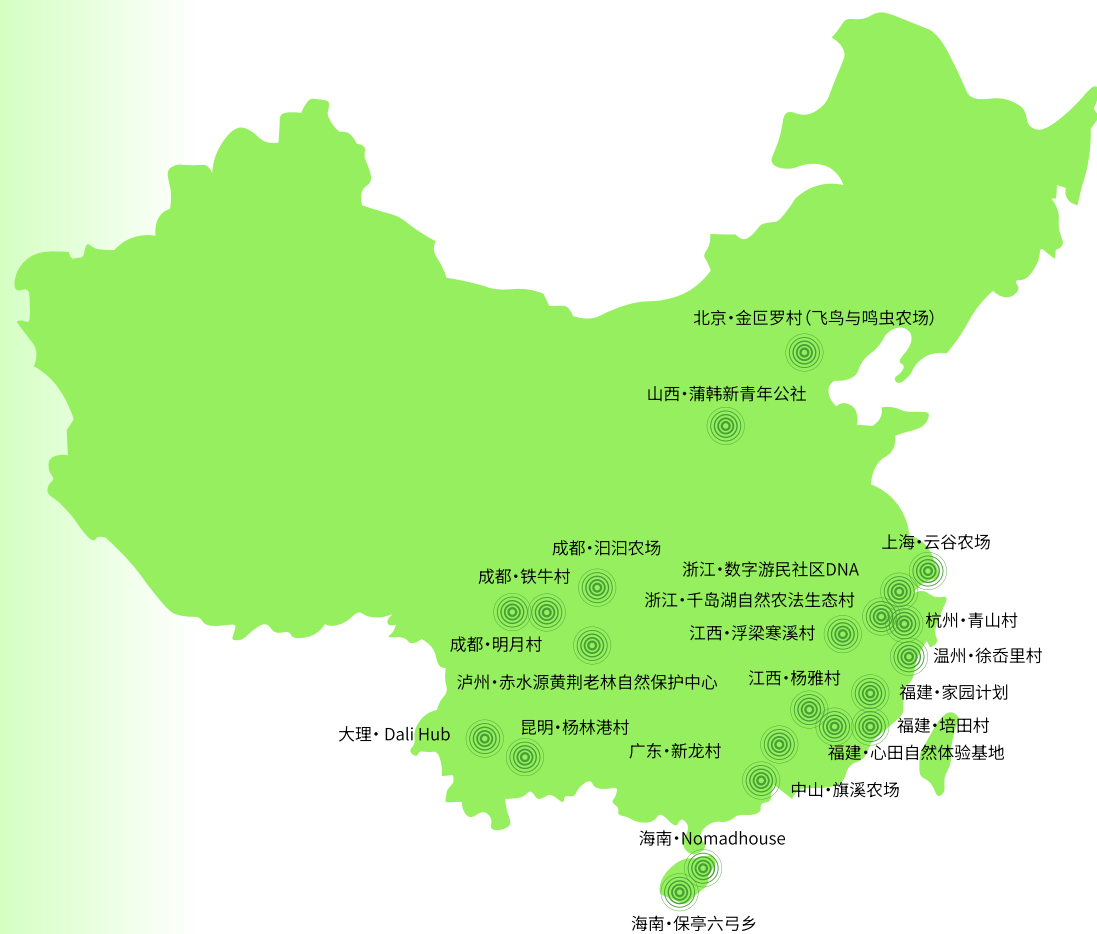 北京·金叵罗村（飞鸟与鸣虫农场）
山西·蒲韩新青年公社
上海·云谷农场
成都·汩汩农场
浙江·数字游民社区DNA
成都·铁牛村
浙江·千岛湖自然农法生态村
杭州·青山村
江西·浮梁寒溪村
成都·明月村
温州·徐岙里村
江西·杨雅村
泸州·赤水源黄荆老林自然保护中心
福建·家园计划
福建·培田村
昆明·杨林港村
大理· Dali Hub
广东·新龙村
福建·心田自然体验基地
中山·旗溪农场
海南·Nomadhouse
海南·保亭六弓乡